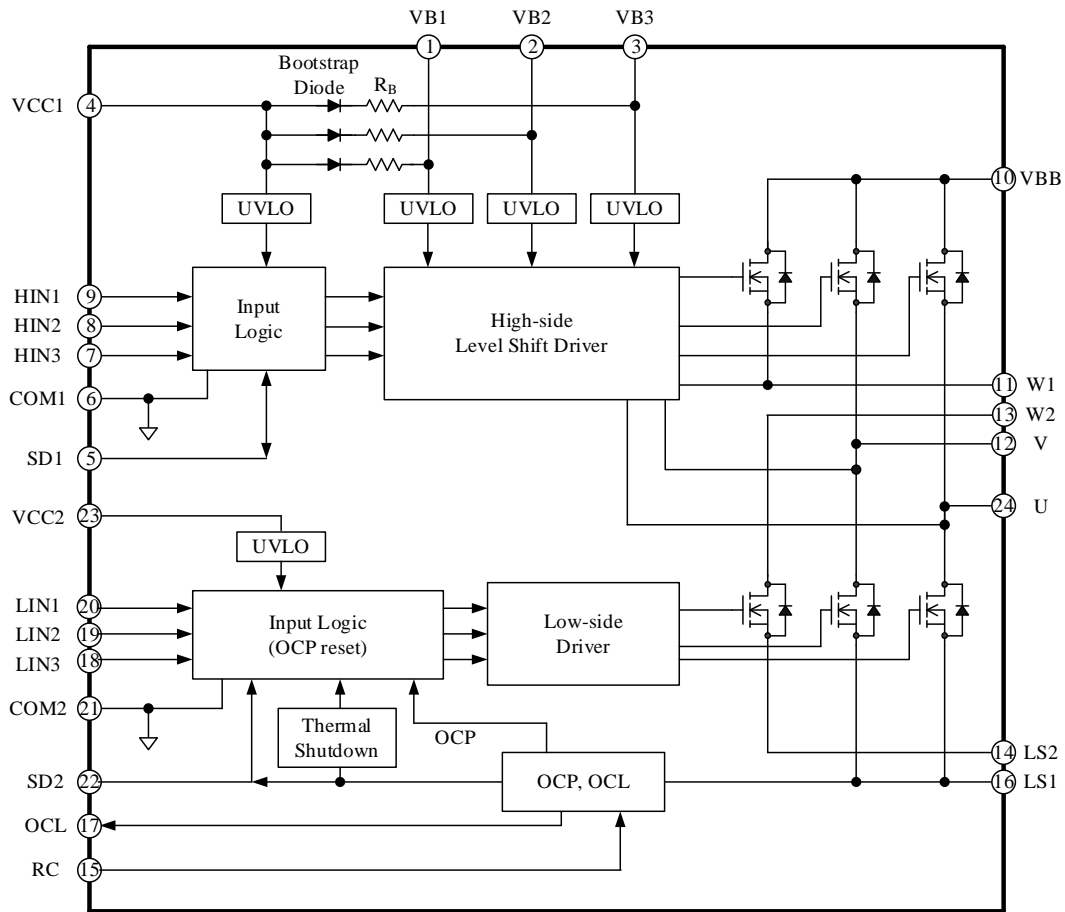 VB1 VB2 VB3
1 2 3
Bootstrap
Diode
R_B
VCC1 4
10 VBB
UVLO UVLO UVLO UVLO
HIN1 9
HIN2 8
HIN3 7
Input
Logic
High-side
Level Shift Driver
COM1 6
11 W1
13 W2
12 V
SD1 5
24 U
VCC2 23
UVLO
LIN1 20
LIN2 19
LIN3 18
Input Logic
(OCP reset)
Low-side
Driver
COM2 21
Thermal
Shutdown
OCP
14 LS2
SD2 22
OCP, OCL
16 LS1
OCL 17
RC 15